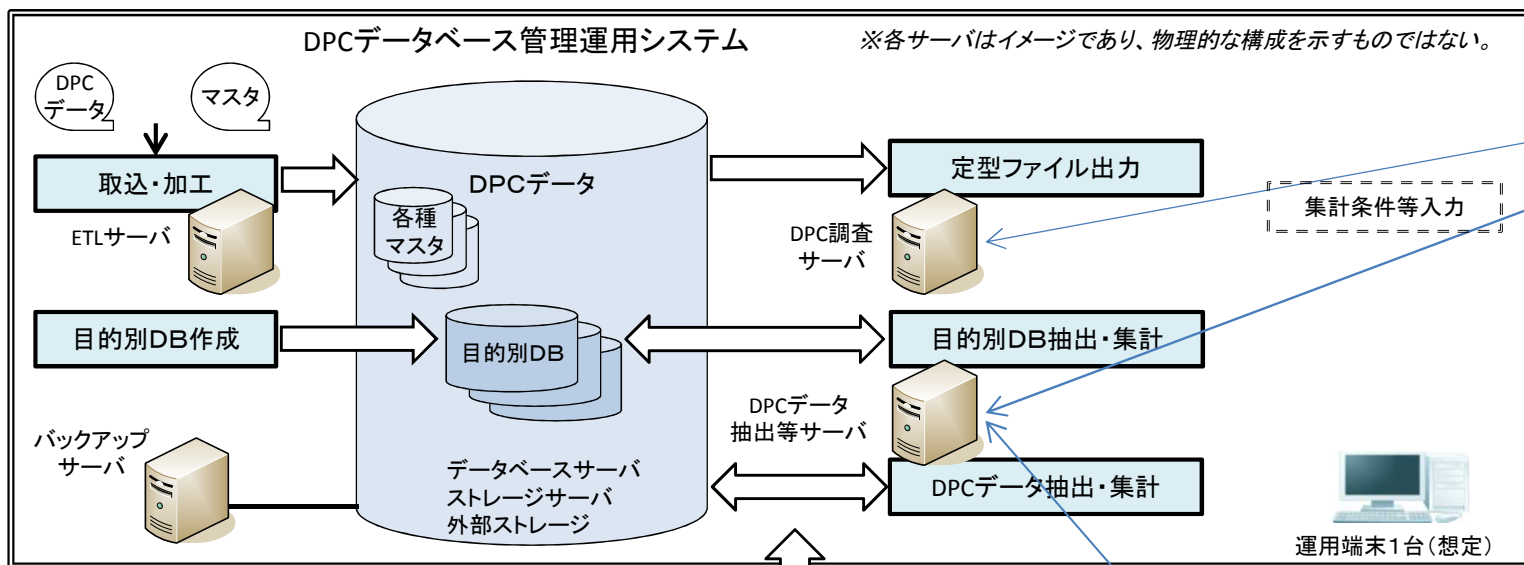 DPCデータベース管理運用システム
※各サーバはイメージであり、物理的な構成を示すものではない。
DPC
データ
マスタ
取込・加工
ETLサーバ
DPCデータ
各種
マスタ
定型ファイル出力
DPC調査
サーバ
集計条件等入力
目的別DB作成
目的別DB
目的別DB抽出・集計
DPCデータ
抽出等サーバ
バックアップ
サーバ
データベースサーバ
ストレージサーバ
外部ストレージ
DPCデータ抽出・集計
運用端末1台(想定)